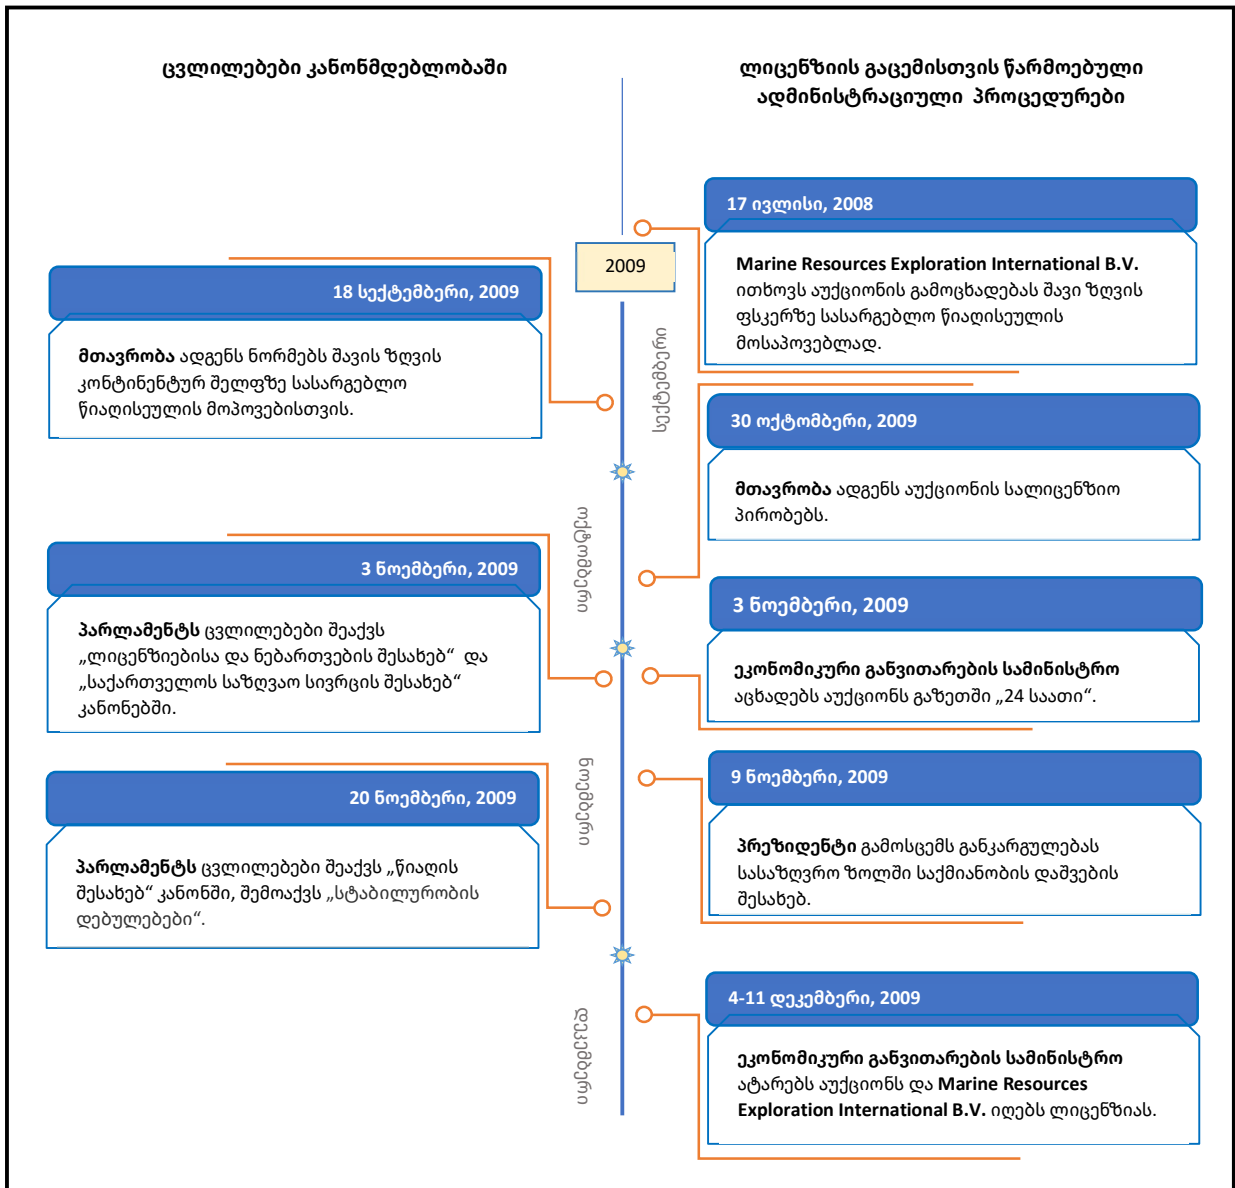 ცვლილებები კანონმდებლობაში
ლიცენზიის გაცემისთვის წარმოებული
ადმინისტრაციული პროცედურები
17 ივლისი, 2008
Marine Resources Exploration International B.V.
ითხოვს აუქციონის გამოცხადებას შავი ზღვის
ფსკერზე სასარგებლო წიაღისეულის
მოსაპოვებლად.
2009
18 სექტემბერი, 2009
მთავრობა ადგენს ნორმებს შავის ზღვის
კონტინენტურ შელფზე სასარგებლო
წიაღისეულის მოპოვებისთვის.
სექტემბერი
30 ოქტომბერი, 2009
მთავრობა ადგენს აუქციონის სალიცენზიო
პირობებს.
ოქტომბერი
3 ნოემბერი, 2009
პარლამენტს ცვლილებები შეაქვს
„ლიცენზიებისა და ნებართვების შესახებ“ და
„საქართველოს საზღვაო სივრცის შესახებ“
კანონებში.
3 ნოემბერი, 2009
ეკონომიკური განვითარების სამინისტრო
აცხადებს აუქციონს გაზეთში „24 საათი“.
ნოემბერი
9 ნოემბერი, 2009
პრეზიდენტი გამოსცემს განკარგულებას
სასაზღვრო ზოლში საქმიანობის დაშვების
შესახებ.
20 ნოემბერი, 2009
პარლამენტს ცვლილებები შეაქვს „წიაღის
შესახებ“ კანონში, შემოაქვს „სტაბილურობის
დებულებები“.
დეკემბერი
4-11 დეკემბერი, 2009
ეკონომიკური განვითარების სამინისტრო
ატარებს აუქციონს და Marine Resources
Exploration International B.V. იღებს ლიცენზიას.